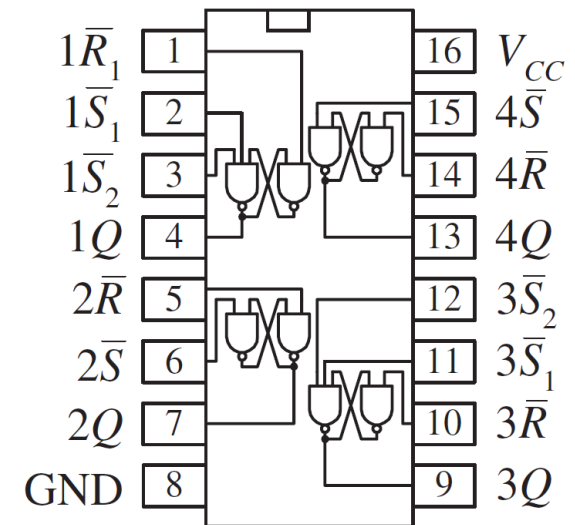 1R̅₁ 1 16 V_CC
1S̅₁ 2 15 4S̅
1S̅₂ 3 14 4R̅
1Q 4 13 4Q
2R̅ 5 12 3S̅₂
2S̅ 6 11 3S̅₁
2Q 7 10 3R̅
GND 8 9 3Q